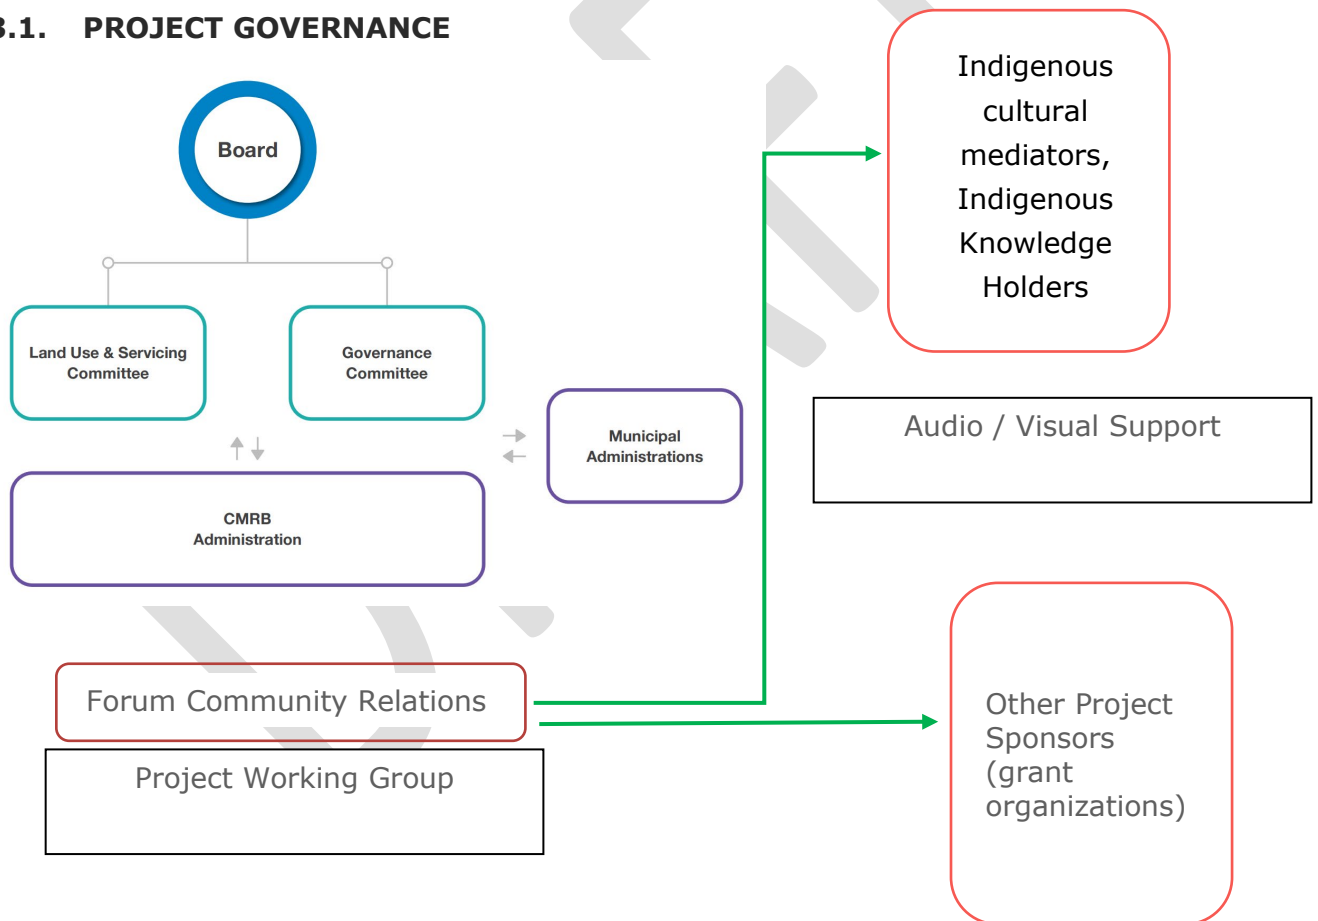 3.1. PROJECT GOVERNANCE
Board
Land Use & Servicing
Committee
Governance
Committee
Municipal
Administrations
CMRB
Administration
Forum Community Relations
Project Working Group
Indigenous
cultural
mediators,
Indigenous
Knowledge
Holders
Audio / Visual Support
Other Project
Sponsors
(grant
organizations)